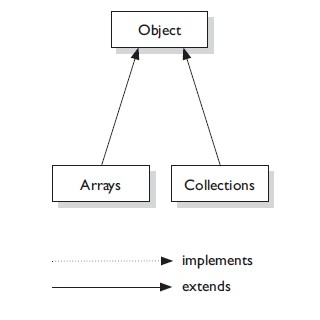 Object
Arrays
Collections
implements
extends